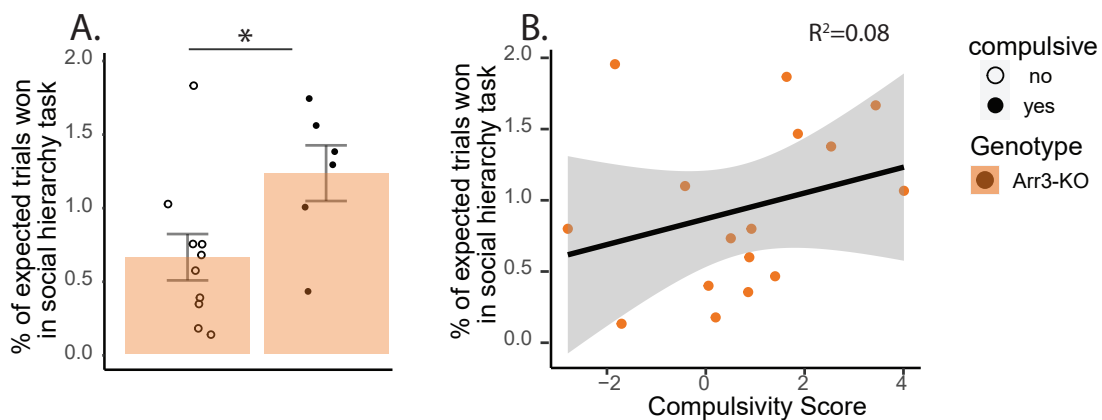 A.
*
% of expected trials won
in social hierarchy task
2.0
1.5
1.0
0.5
0.0
B.
R²=0.08
% of expected trials won
in social hierarchy task
2.0
1.5
1.0
0.5
0.0
−2
0
2
4
Compulsivity Score
compulsive
no
yes
Genotype
Arr3-KO